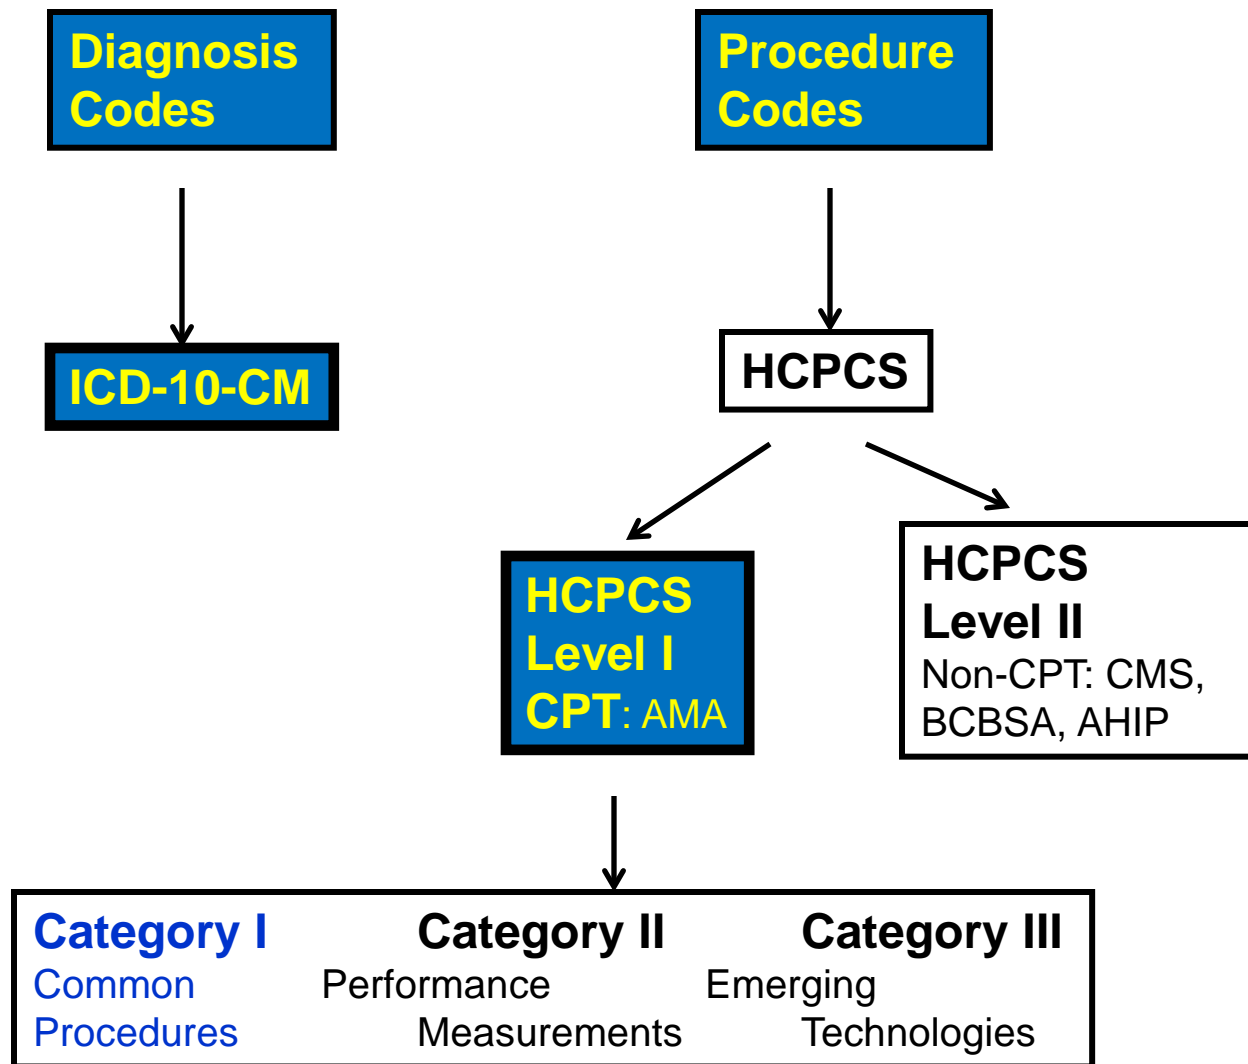 Diagnosis
Codes
Procedure
Codes
ICD-10-CM
HCPCS
HCPCS
Level I
CPT: AMA
HCPCS
Level II
Non-CPT: CMS,
BCBSA, AHIP
Category I Category II Category III
Common Performance Emerging
Procedures Measurements Technologies